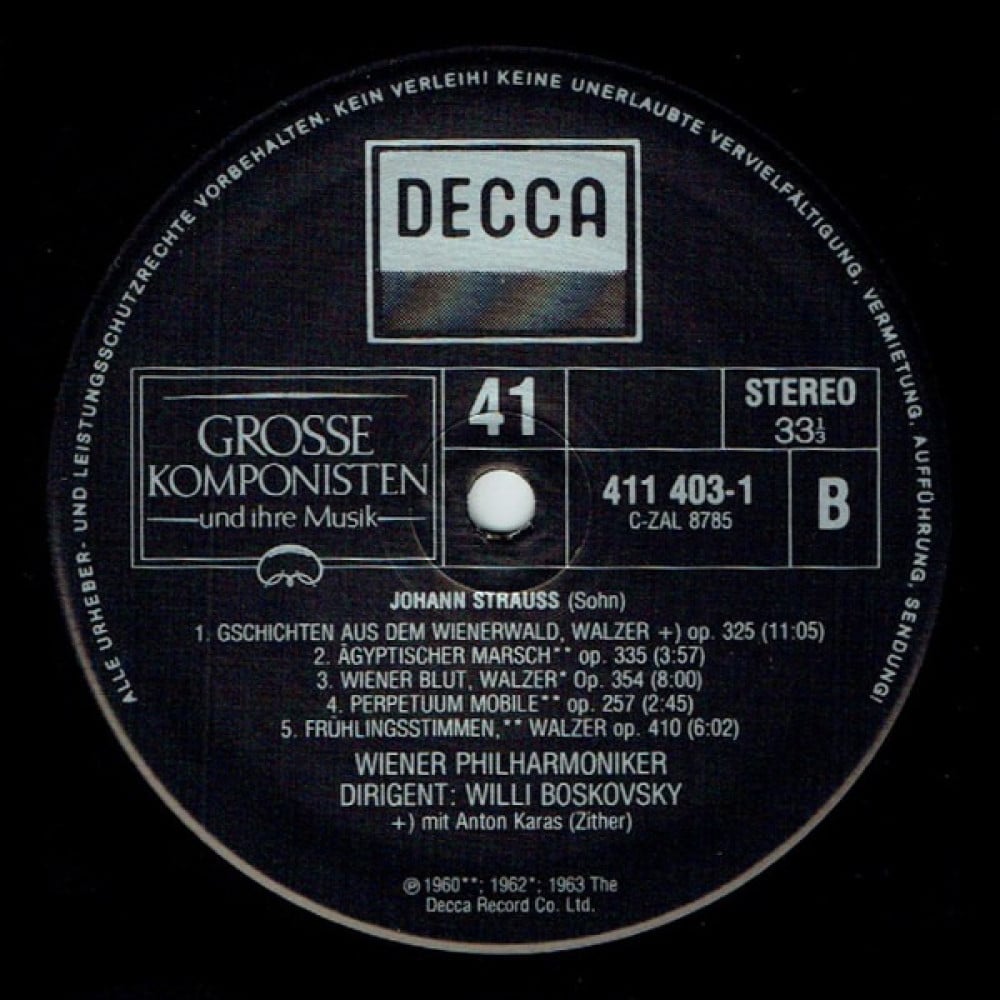 ALLE URHEBER- UND LEISTUNGSSCHUTZRECHTE VORBEHALTEN. KEIN VERLEIH! KEINE UNERLAUBTE VERVIELFÄLTIGUNG, VERMIETUNG, AUFFÜHRUNG, SENDUNG!
DECCA
GROSSE
KOMPONISTEN
und ihre Musik
41
STEREO
33⅓
411 403-1
C-ZAL 8785
B
JOHANN STRAUSS (Sohn)
1. GSCHICHTEN AUS DEM WIENERWALD, WALZER +) op. 325 (11:05)
2. ÄGYPTISCHER MARSCH** op. 335 (3:57)
3. WIENER BLUT, WALZER* Op. 354 (8:00)
4. PERPETUUM MOBILE** op. 257 (2:45)
5. FRÜHLINGSSTIMMEN,** WALZER op. 410 (6:02)
WIENER PHILHARMONIKER
DIRIGENT: WILLI BOSKOVSKY
+) mit Anton Karas (Zither)
℗ 1960**; 1962*; 1963 The
Decca Record Co. Ltd.